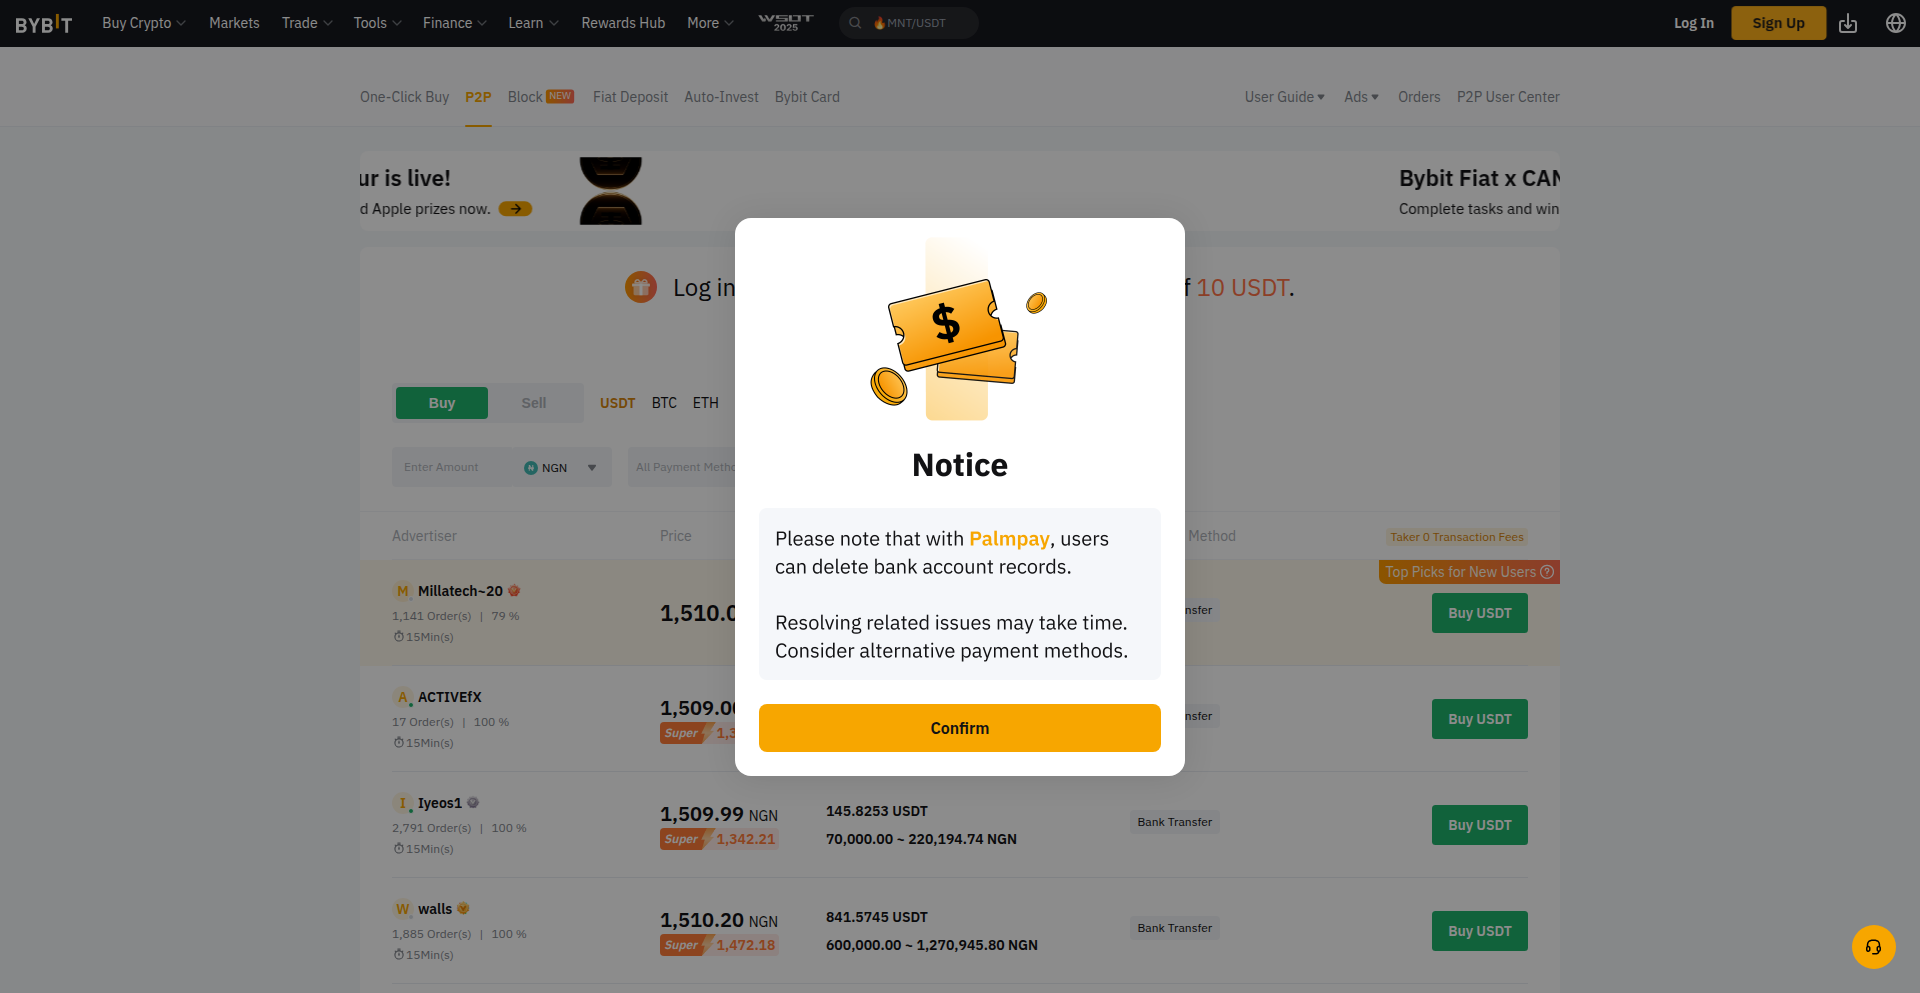 BYBIT Buy Crypto Markets Trade Tools Finance Learn Rewards Hub More WSOT 2025 MNT/USDT Log In Sign Up
One-Click Buy P2P Block NEW Fiat Deposit Auto-Invest Bybit Card User Guide Ads Orders P2P User Center
ur is live! Bybit Fiat x CAN
d Apple prizes now. Complete tasks and win
Log in 10 USDT.
Buy Sell USDT BTC ETH
Enter Amount NGN All Payment Metho
Advertiser Price Method Taker 0 Transaction Fees
Top Picks for New Users
M Millatech~20
1,510.0
nsfer
Buy USDT
1,141 Order(s) | 79 %
15Min(s)
A ACTIVEfX
1,509.00
nsfer
Buy USDT
17 Order(s) | 100 %
Super 1,3
15Min(s)
Notice
Please note that with Palmpay, users
can delete bank account records.
Resolving related issues may take time.
Consider alternative payment methods.
Confirm
I Iyeos1
1,509.99 NGN
145.8253 USDT
Bank Transfer
Buy USDT
2,791 Order(s) | 100 %
Super 1,342.21
70,000.00 ~ 220,194.74 NGN
15Min(s)
W walls
1,510.20 NGN
841.5745 USDT
Bank Transfer
Buy USDT
1,885 Order(s) | 100 %
Super 1,472.18
600,000.00 ~ 1,270,945.80 NGN
15Min(s)